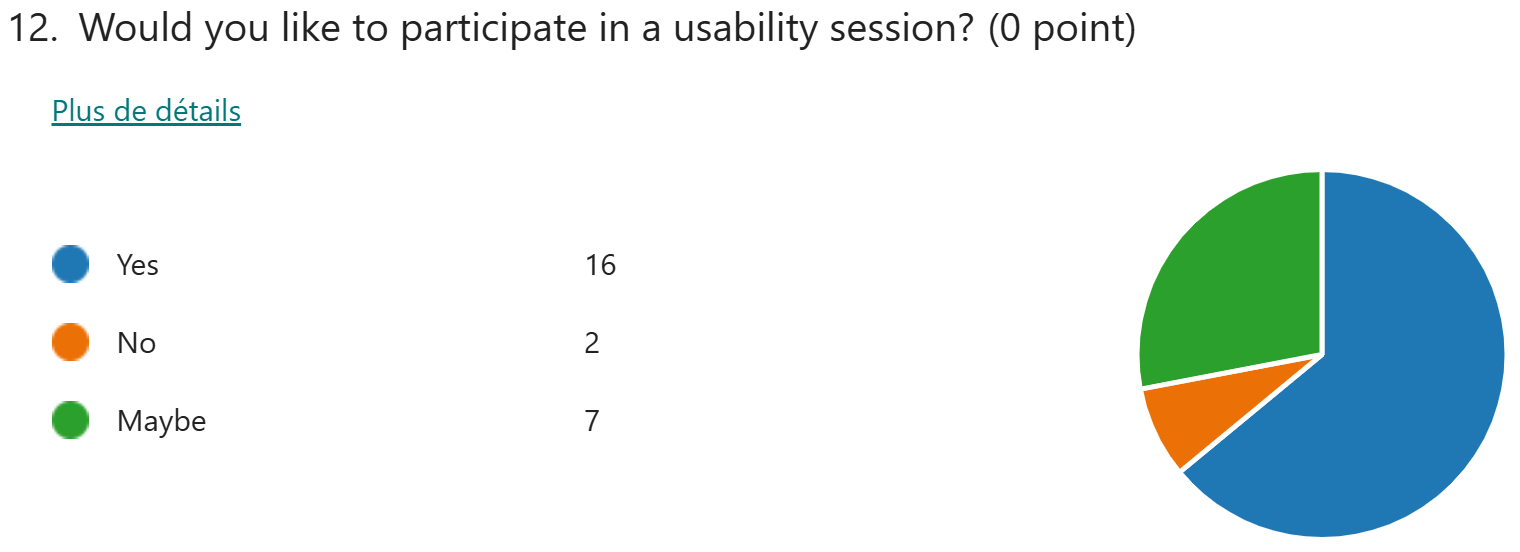 12. Would you like to participate in a usability session? (0 point)
Plus de détails
Yes 16
No 2
Maybe 7